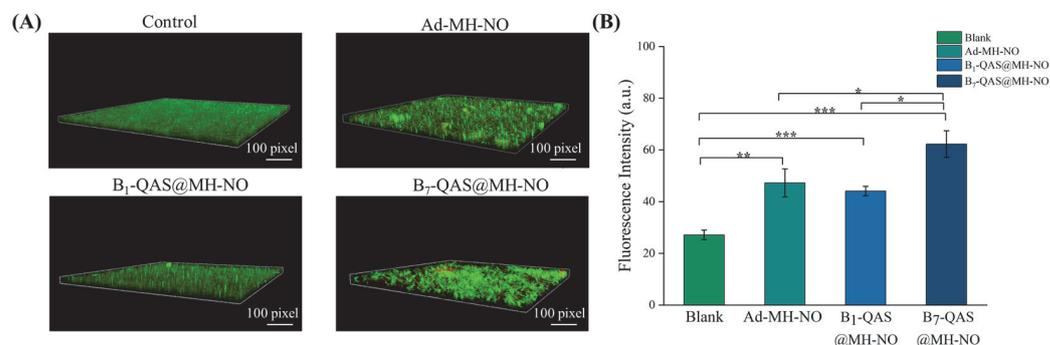 (A)
Control
100 pixel
Ad-MH-NO
100 pixel
B₁-QAS@MH-NO
100 pixel
B₇-QAS@MH-NO
100 pixel
(B)
Fluorescence Intensity (a.u.)
100
80
60
40
20
0
Blank
Ad-MH-NO
B₁-QAS@MH-NO
B₇-QAS@MH-NO
*
*
***
***
**
Blank
Ad-MH-NO
B₁-QAS
@MH-NO
B₇-QAS
@MH-NO